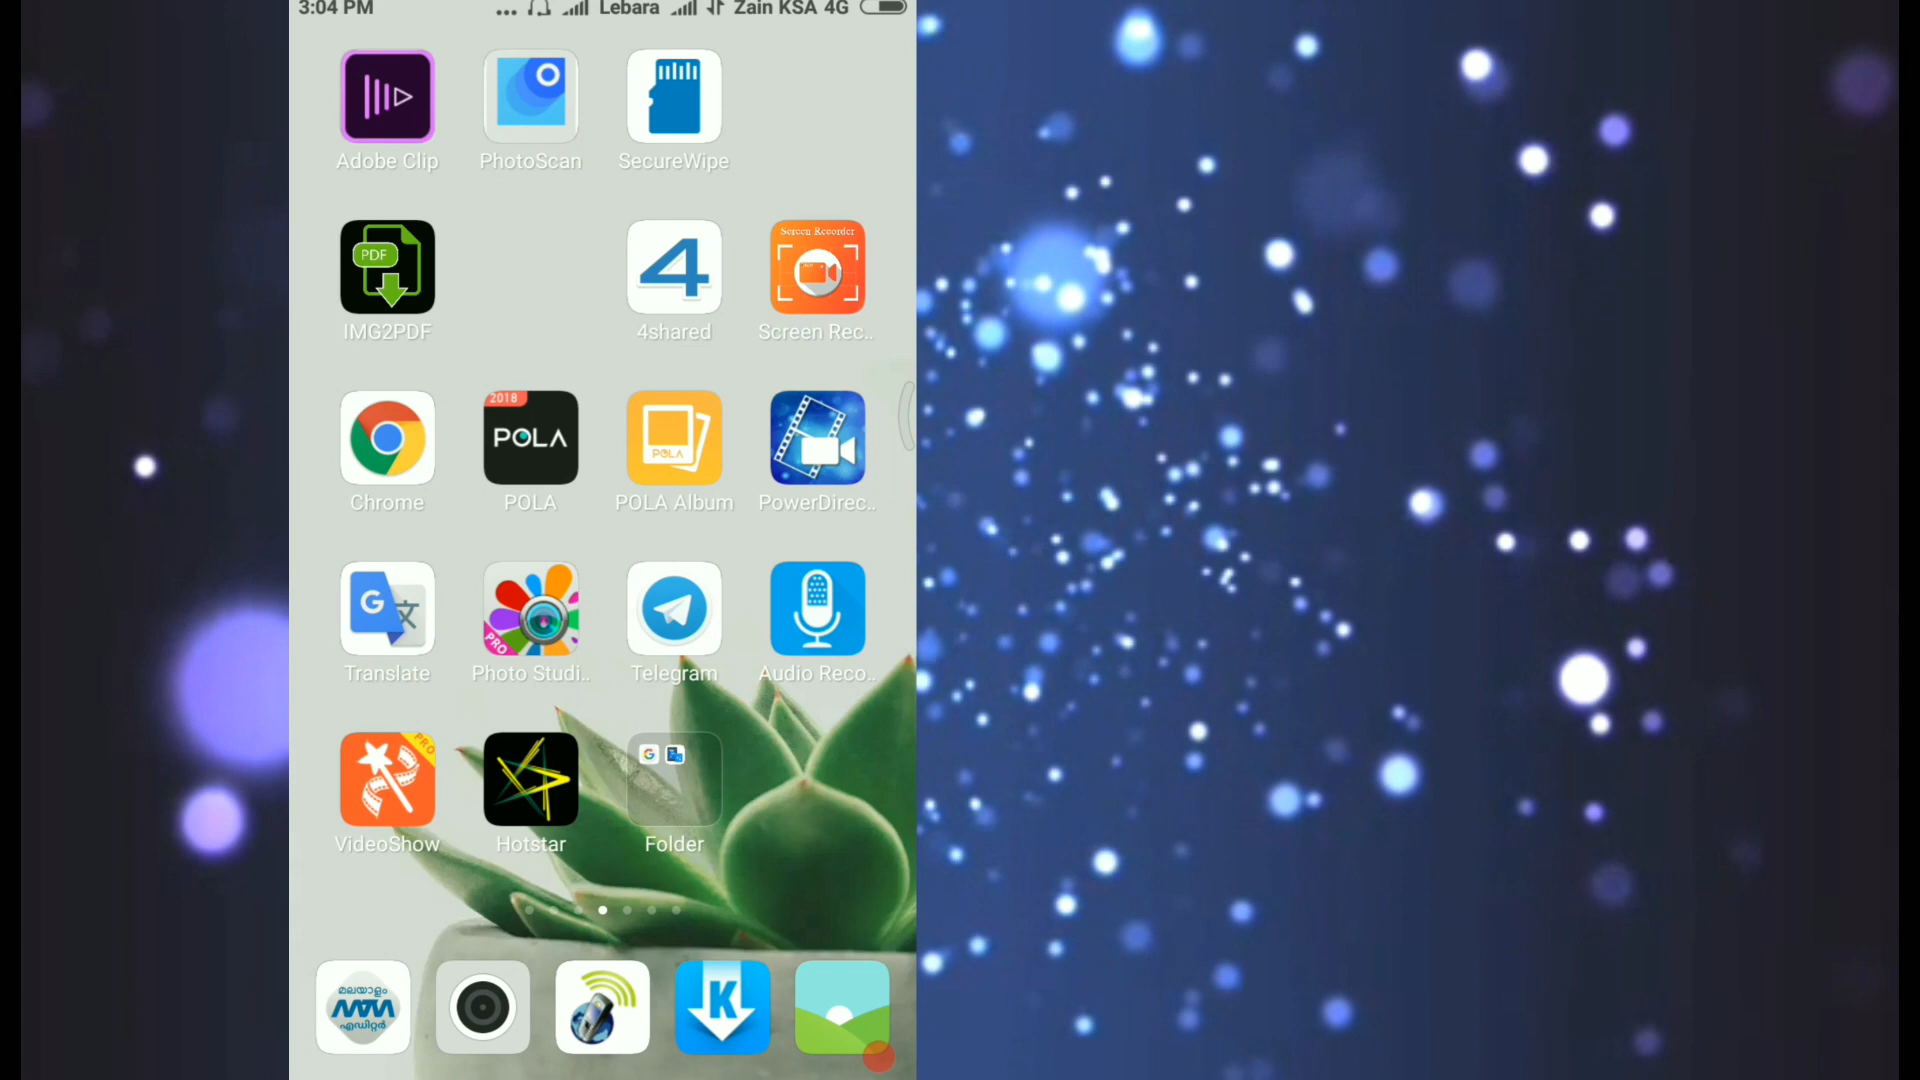 3:04 PM ... Lebara Zain KSA 4G
Adobe Clip PhotoScan SecureWipe
Screen Recorder
PDF
4
IMG2PDF 4shared Screen Rec..
2018
POLA
POLA
Chrome POLA POLA Album PowerDirec..
G 文
PRO
Translate Photo Studi.. Telegram Audio Reco..
PRO
G
VideoShow Hotstar Folder
മലയാളം
എഡിറ്റർ
K